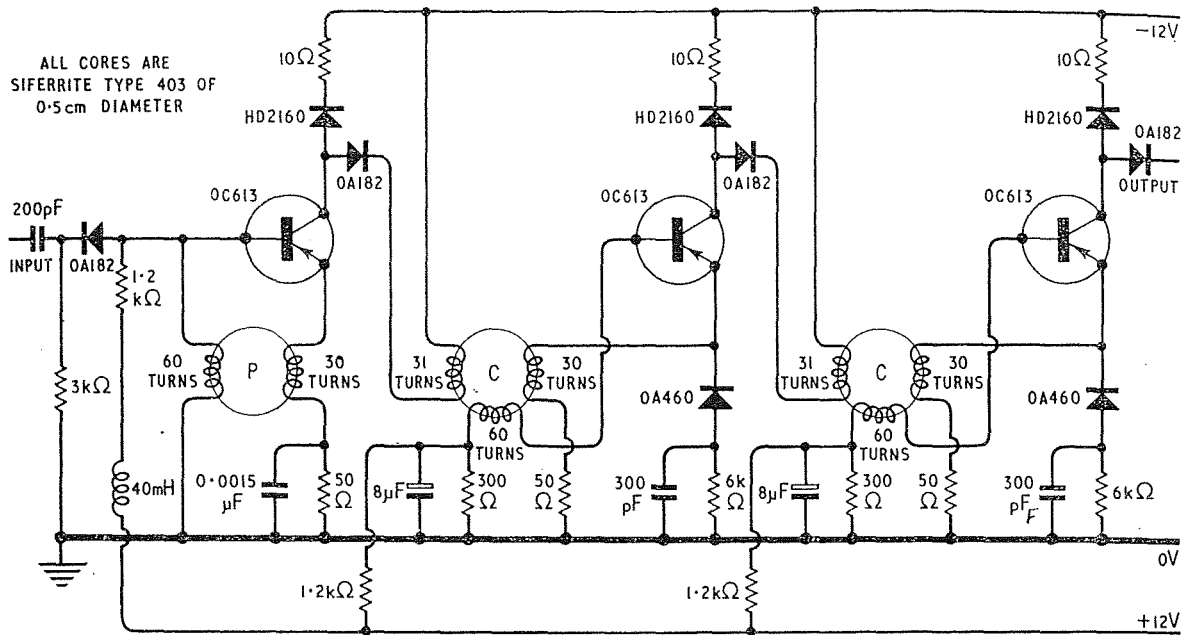 ALL CORES ARE
SIFERRITE TYPE 403 OF
0·5cm DIAMETER
10Ω
HD2160
OA182
OC613
200pF
INPUT
OA182
1·2
kΩ
3kΩ
40mH
60
TURNS
P
30
TURNS
0·0015
μF
50
Ω
31
TURNS
C
30
TURNS
60
TURNS
8μF
300
Ω
50
Ω
1·2kΩ
10Ω
HD2160
OA182
OC613
OA460
300
pF
6k
Ω
31
TURNS
C
30
TURNS
60
TURNS
8μF
300
Ω
50
Ω
1·2kΩ
10Ω
HD2160
OA182
OUTPUT
OC613
OA460
300
pF
F
6kΩ
−12V
0V
+12V